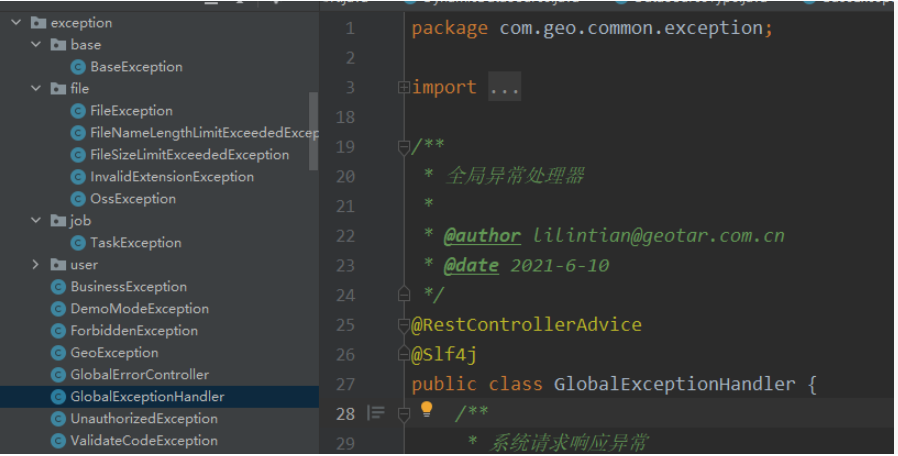 exception
base
BaseException
file
FileException
FileNameLengthLimitExceededExcep
FileSizeLimitExceededException
InvalidExtensionException
OssException
job
TaskException
user
BusinessException
DemoModeException
ForbiddenException
GeoException
GlobalErrorController
GlobalExceptionHandler
UnauthorizedException
ValidateCodeException
1 package com.geo.common.exception;
2
3 import ...
18
19 /**
20 * 全局异常处理器
21 *
22 * @author lilintian@geotar.com.cn
23 * @date 2021-6-10
24 */
25 @RestControllerAdvice
26 @Slf4j
27 public class GlobalExceptionHandler {
28 /**
29 * 系统请求响应异常